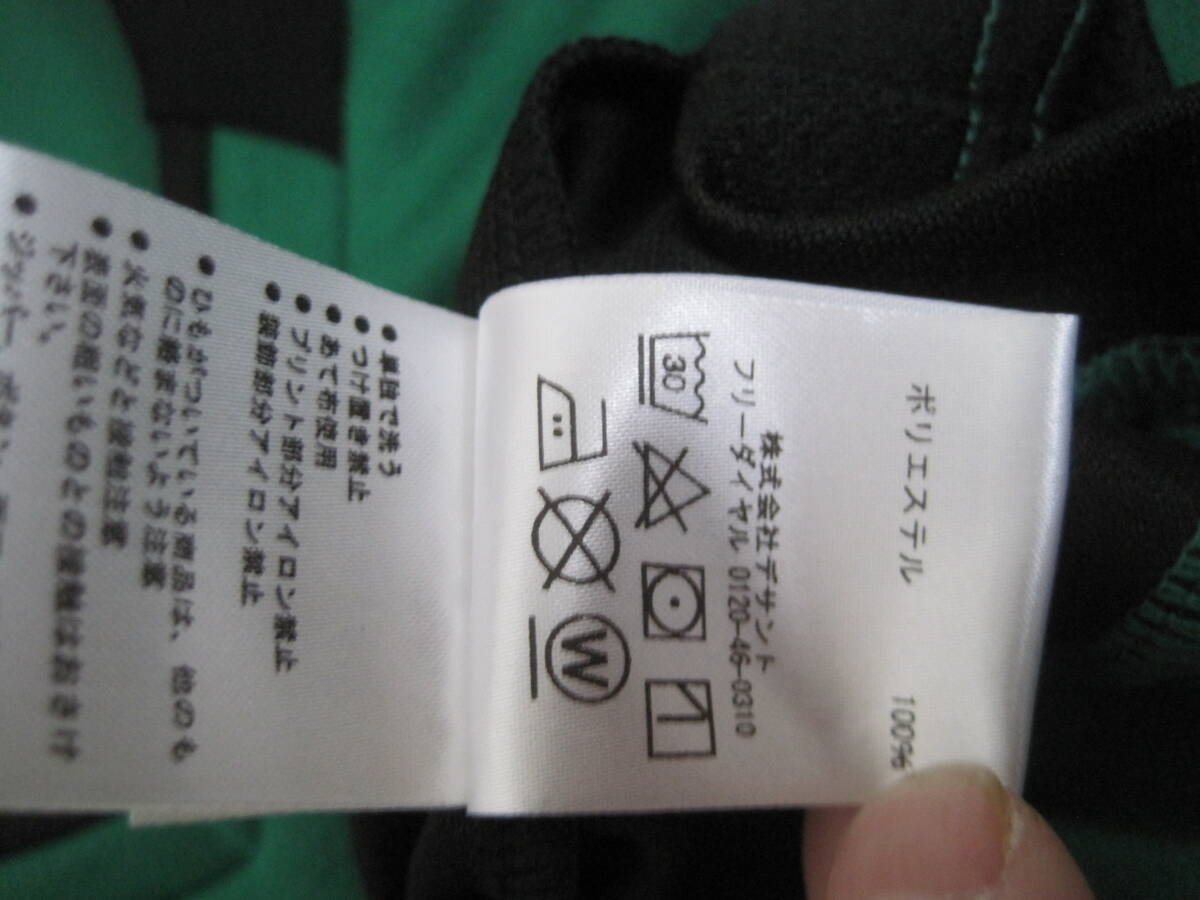 ポリエステル 100%
株式会社デサント
フリーダイヤル 0120-46-0310
30
W
● 単独で洗う
● つけ置き禁止
● あて布使用
● プリント部分アイロン禁止
● 装飾部分アイロン禁止
● ひもがついている商品は、他のも
のに絡まないよう注意
● 火気などと接触注意
● 表面の粗いものとの接触はおさけ
下さい。